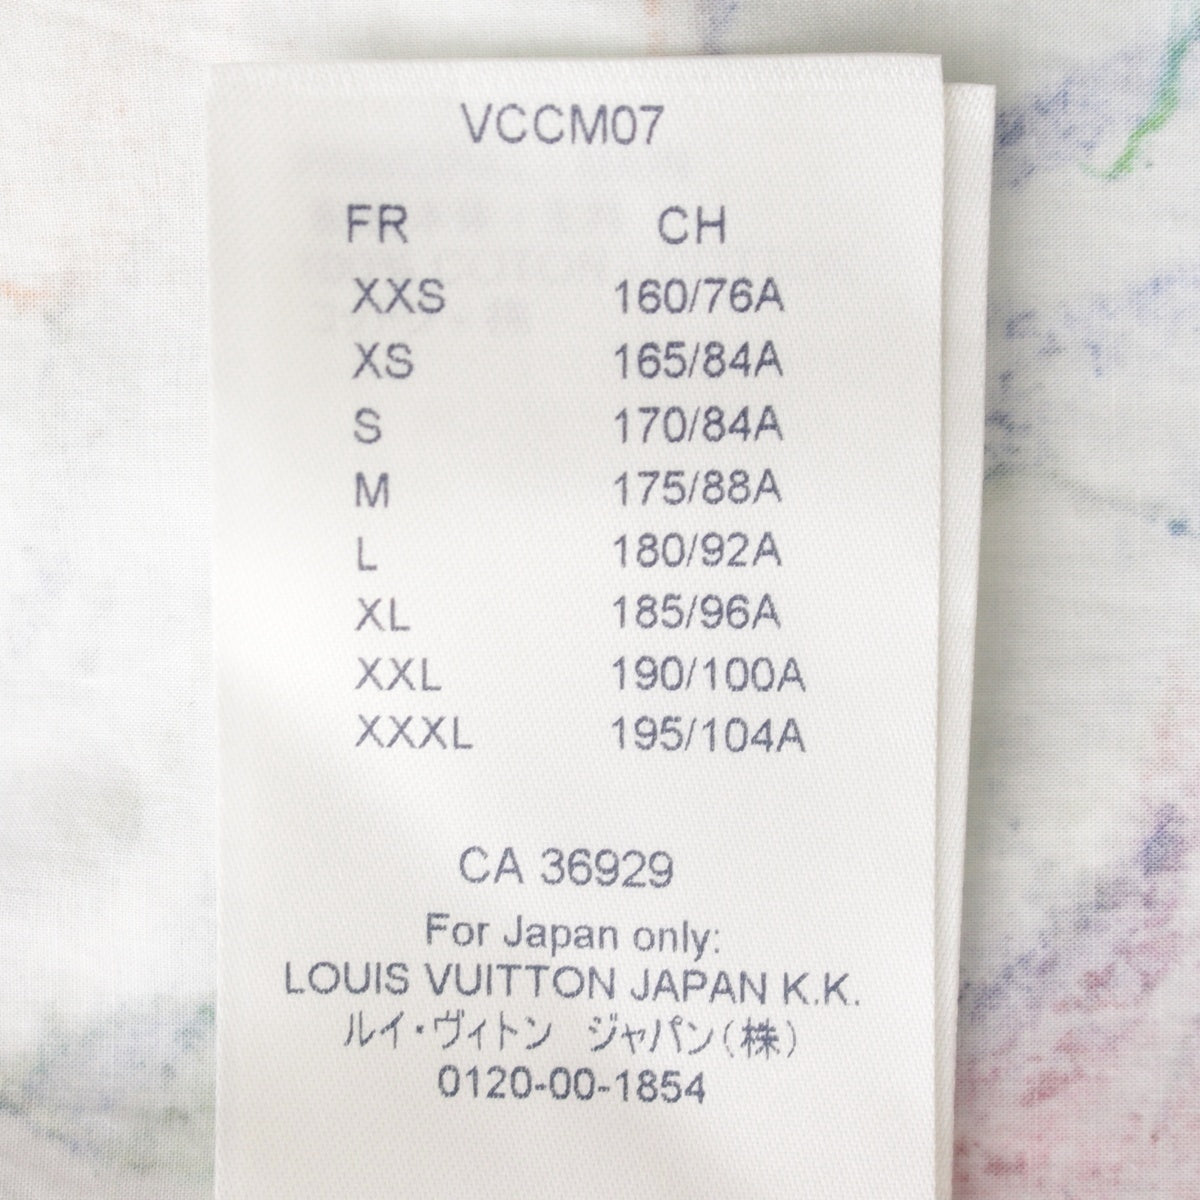 VCCM07
FR CH
XXS 160/76A
XS 165/84A
S 170/84A
M 175/88A
L 180/92A
XL 185/96A
XXL 190/100A
XXXL 195/104A
CA 36929
For Japan only:
LOUIS VUITTON JAPAN K.K.
ルイ・ヴィトン ジャパン(株)
0120-00-1854